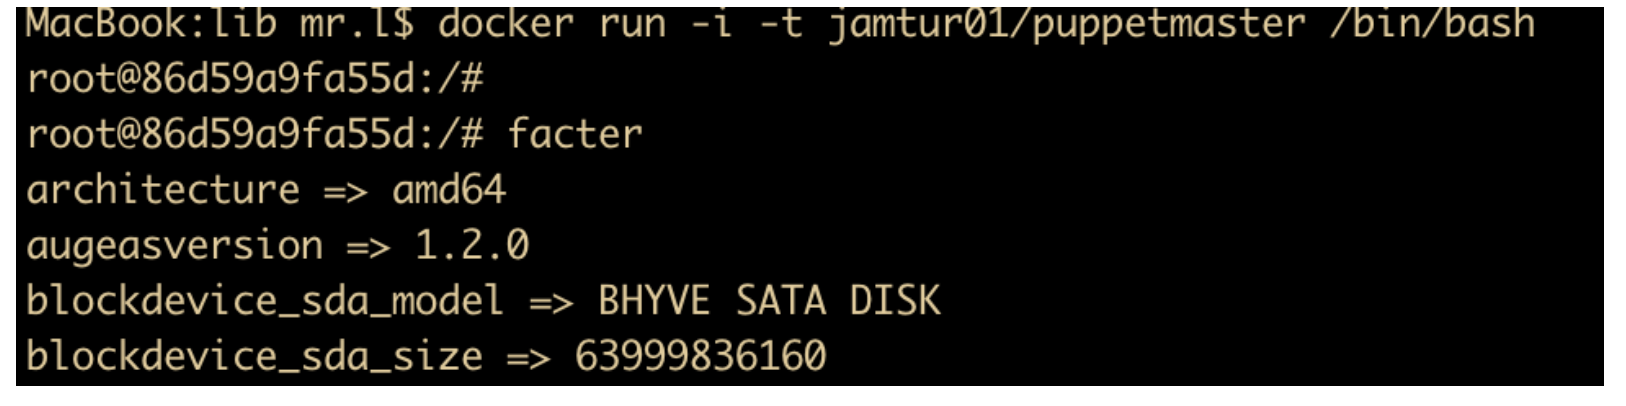 MacBook:lib mr.l$ docker run -i -t jamtur01/puppetmaster /bin/bash
root@86d59a9fa55d:/#
root@86d59a9fa55d:/# facter
architecture => amd64
augeasversion => 1.2.0
blockdevice_sda_model => BHYVE SATA DISK
blockdevice_sda_size => 63999836160